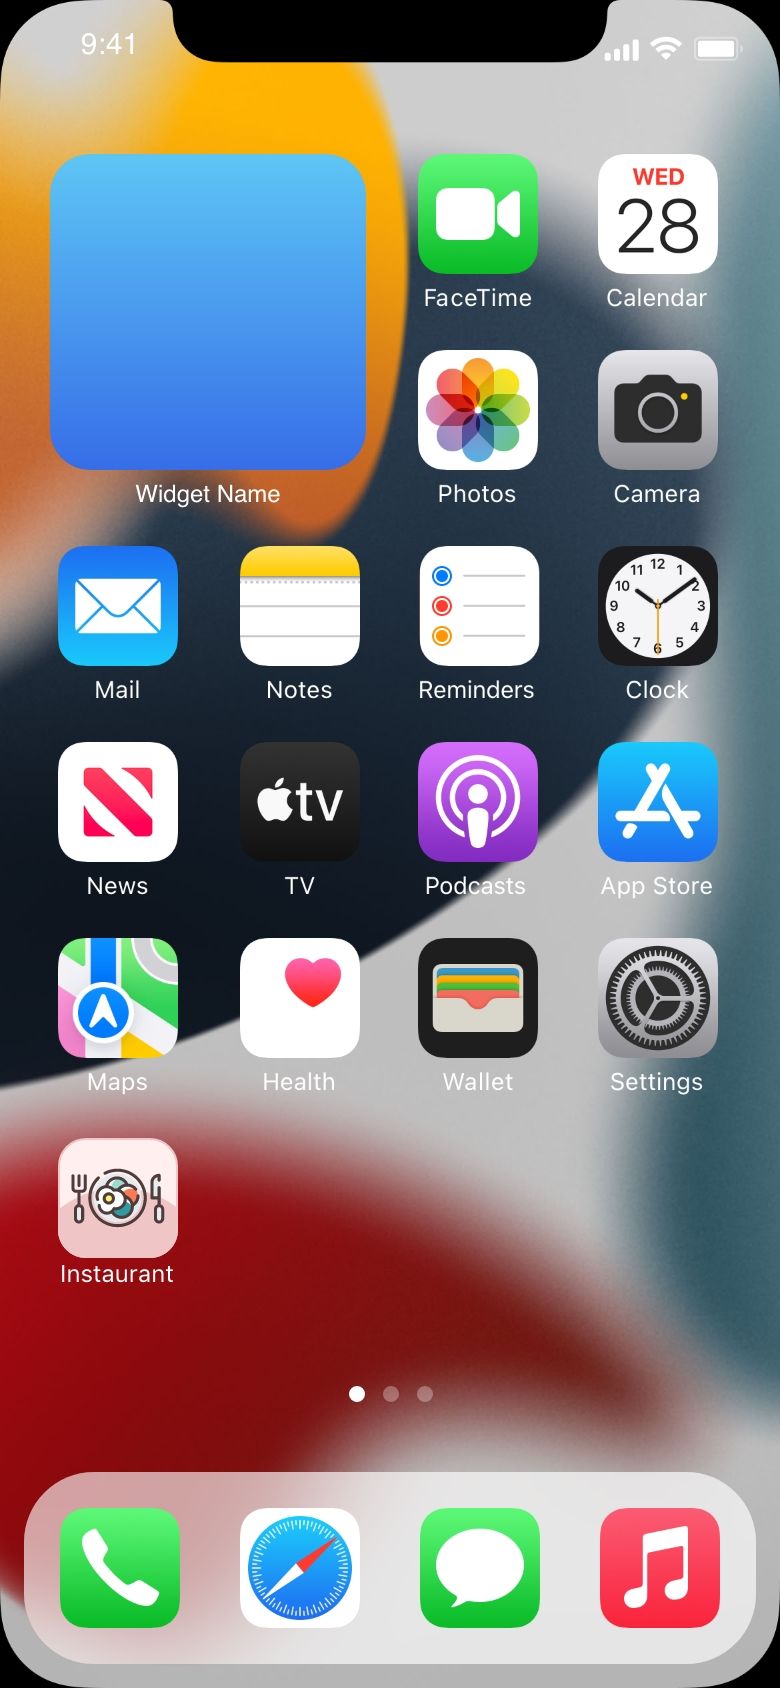 9:41
WED
28
FaceTime
Calendar
Widget Name
Photos
Camera
12
11
1
10
2
9
3
8
4
7
5
6
Mail
Notes
Reminders
Clock
tv
News
TV
Podcasts
App Store
Maps
Health
Wallet
Settings
Instaurant